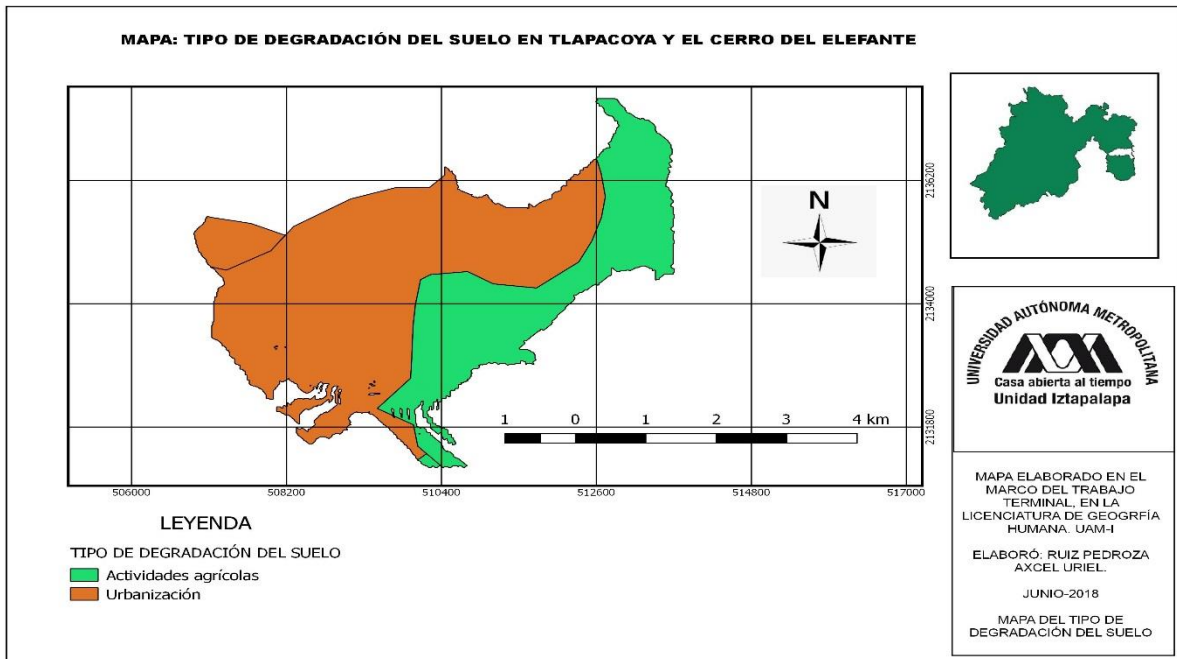 MAPA: TIPO DE DEGRADACIÓN DEL SUELO EN TLAPACOYA Y EL CERRO DEL ELEFANTE
N
2136200
2134000
2131800
1 0 1 2 3 4 km
506000 508200 510400 512600 514800 517000
LEYENDA
TIPO DE DEGRADACIÓN DEL SUELO
Actividades agrícolas
Urbanización
UNIVERSIDAD AUTÓNOMA METROPOLITANA
Casa abierta al tiempo
Unidad Iztapalapa
MAPA ELABORADO EN EL
MARCO DEL TRABAJO
TERMINAL, EN LA
LICENCIATURA DE GEOGRFÍA
HUMANA. UAM-I
ELABORÓ: RUIZ PEDROZA
AXCEL URIEL.
JUNIO-2018
MAPA DEL TIPO DE
DEGRADACIÓN DEL SUELO